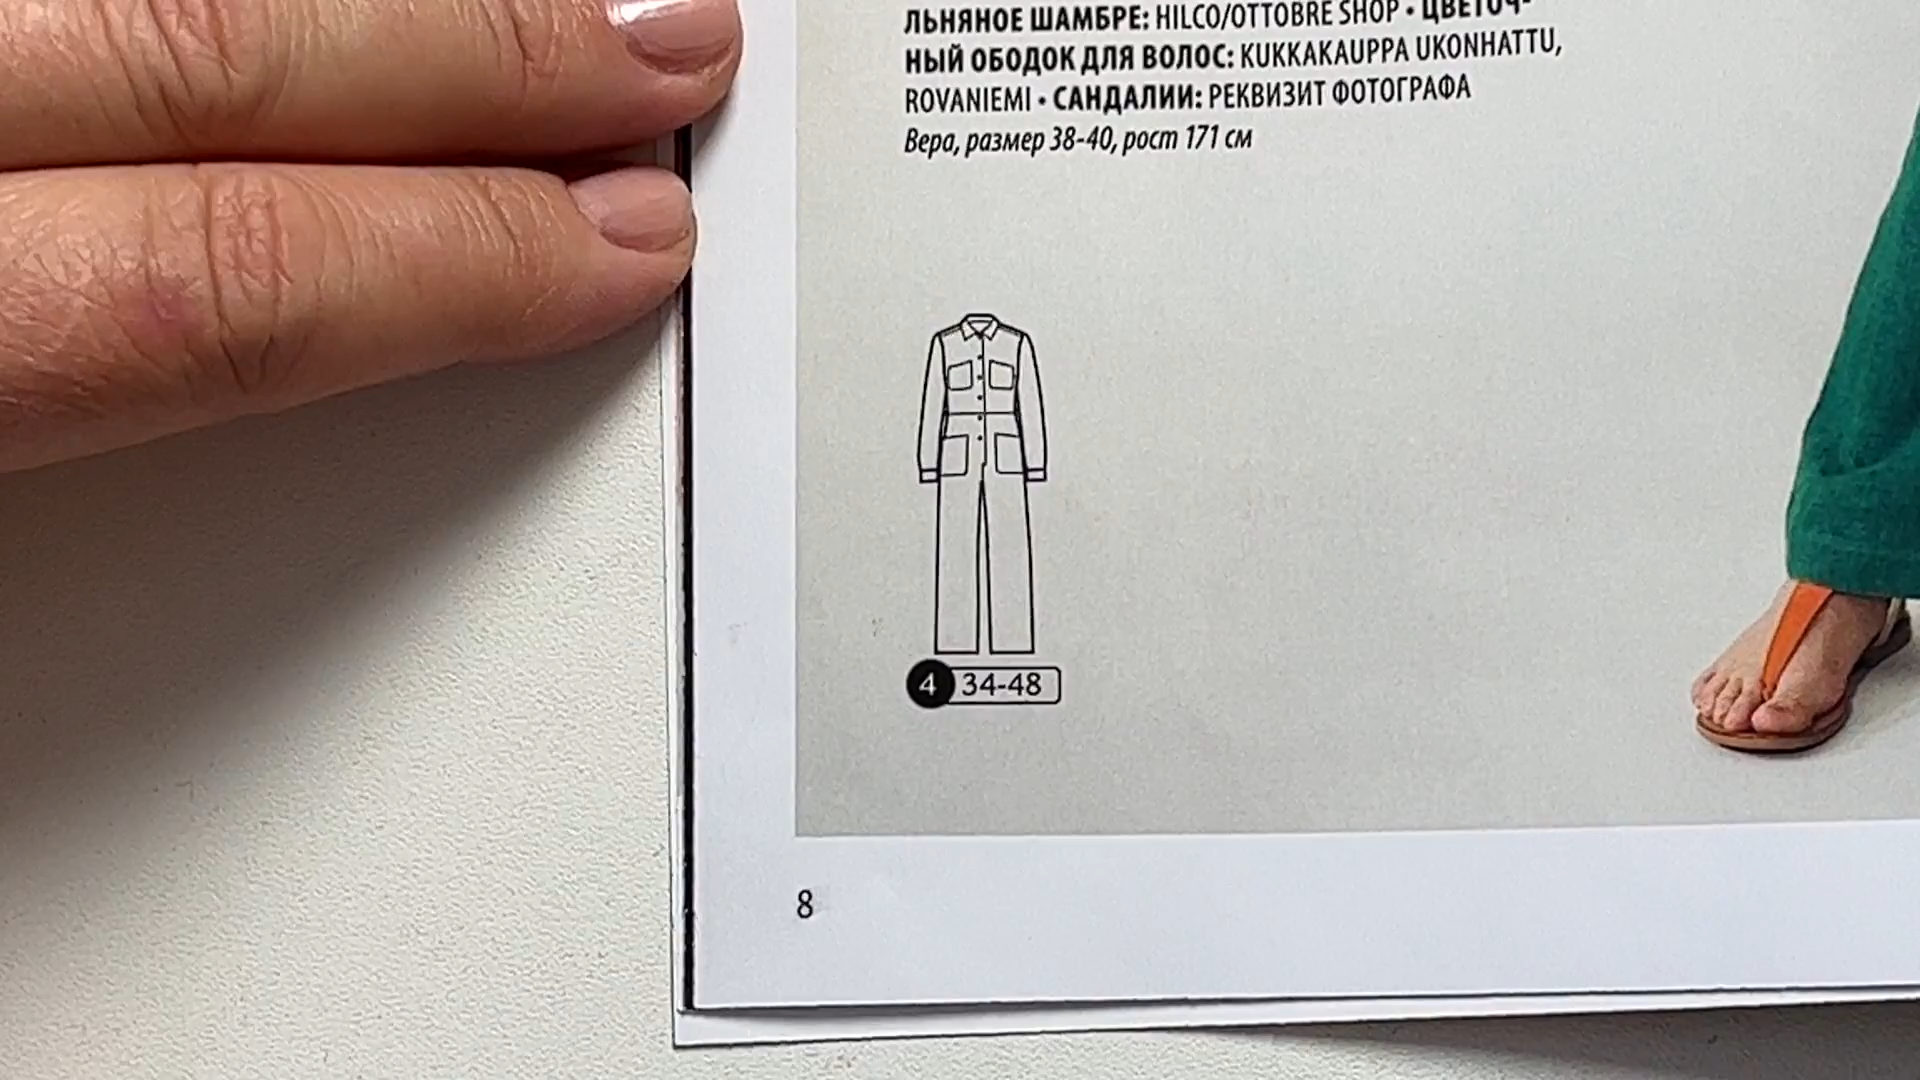 ЛЬНЯНОЕ ШАМБРЕ: HILCO/OTTOBRE SHOP • ЦВЕТОЧ-
НЫЙ ОБОДОК ДЛЯ ВОЛОС: KUKKAKAUPPA UKONHATTU,
ROVANIEMI • САНДАЛИИ: РЕКВИЗИТ ФОТОГРАФА
Вера, размер 38-40, рост 171 см
4 34-48
8